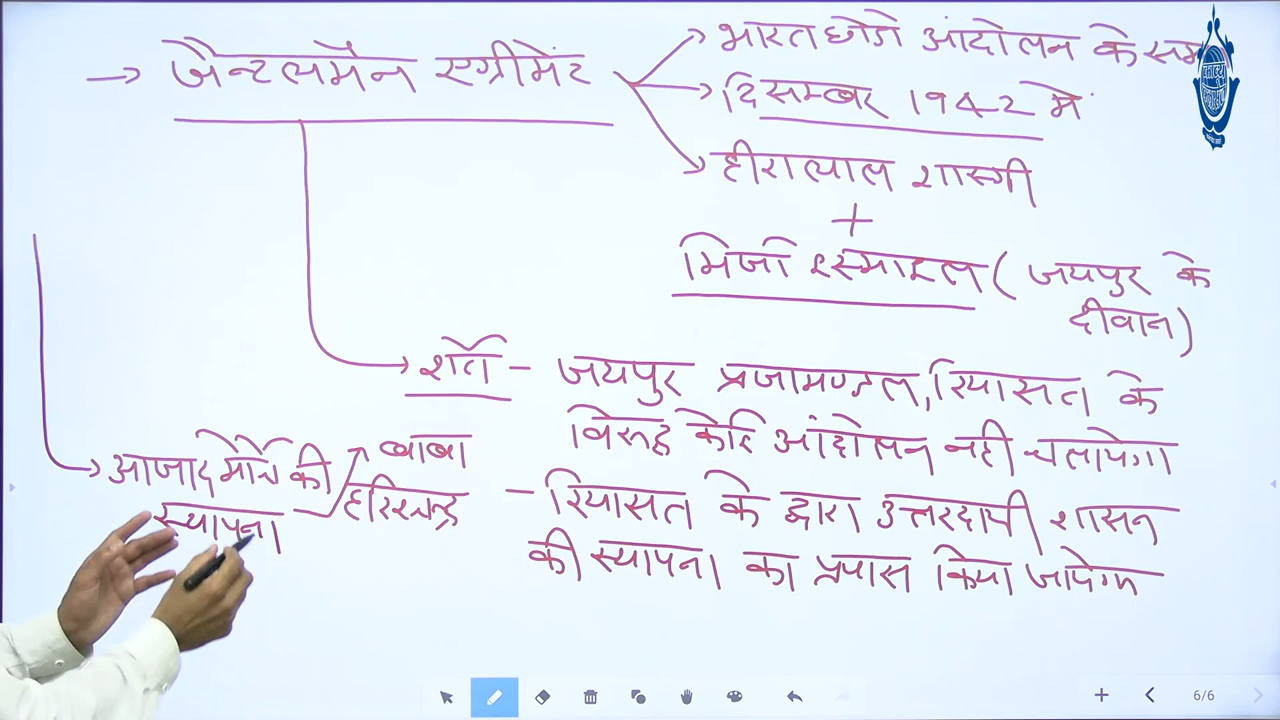 → जैन्टलमैन एग्रीमेंट
→ भारत छोडो आंदोलन के सम
→ दिसम्बर 1942 में
→ हीरालाल शास्त्री
+
मिर्जा इस्माइल (जयपुर के
दीवान)
→ शर्ते - जयपुर प्रजामण्डल, रियासत के
विरुद्ध कोई आंदोलन नही चलायेगा
- रियासत के द्वारा उत्तरदायी शासन
की स्थापना का प्रयास किया जायेगा
→ आजाद मोर्चे की
स्थापना
→ बाबा
हरिश्चन्द्र
6/6